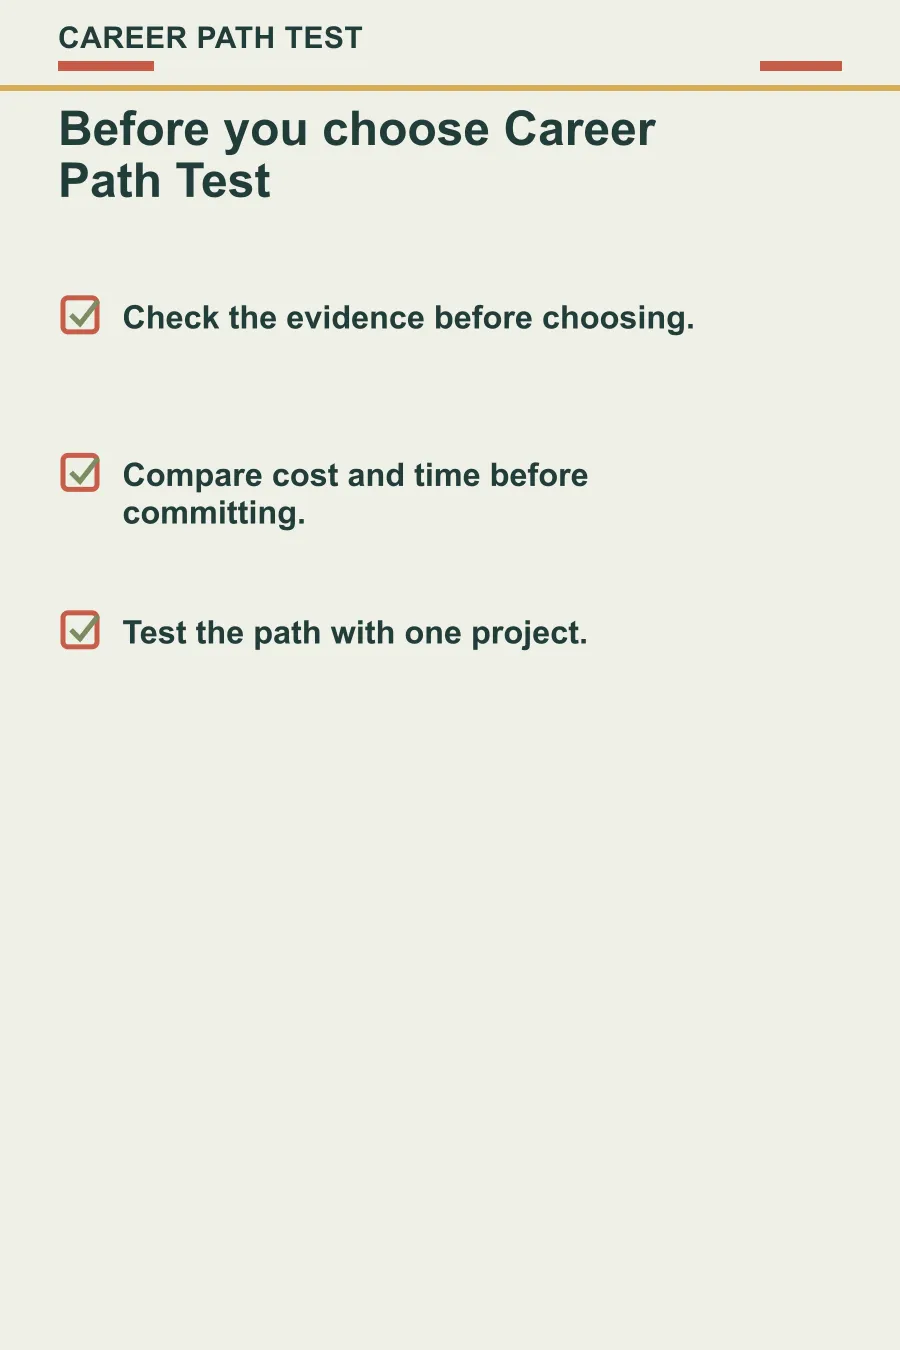 CAREER PATH TEST
Before you choose Career
Path Test
Check the evidence before choosing.
Compare cost and time before
committing.
Test the path with one project.